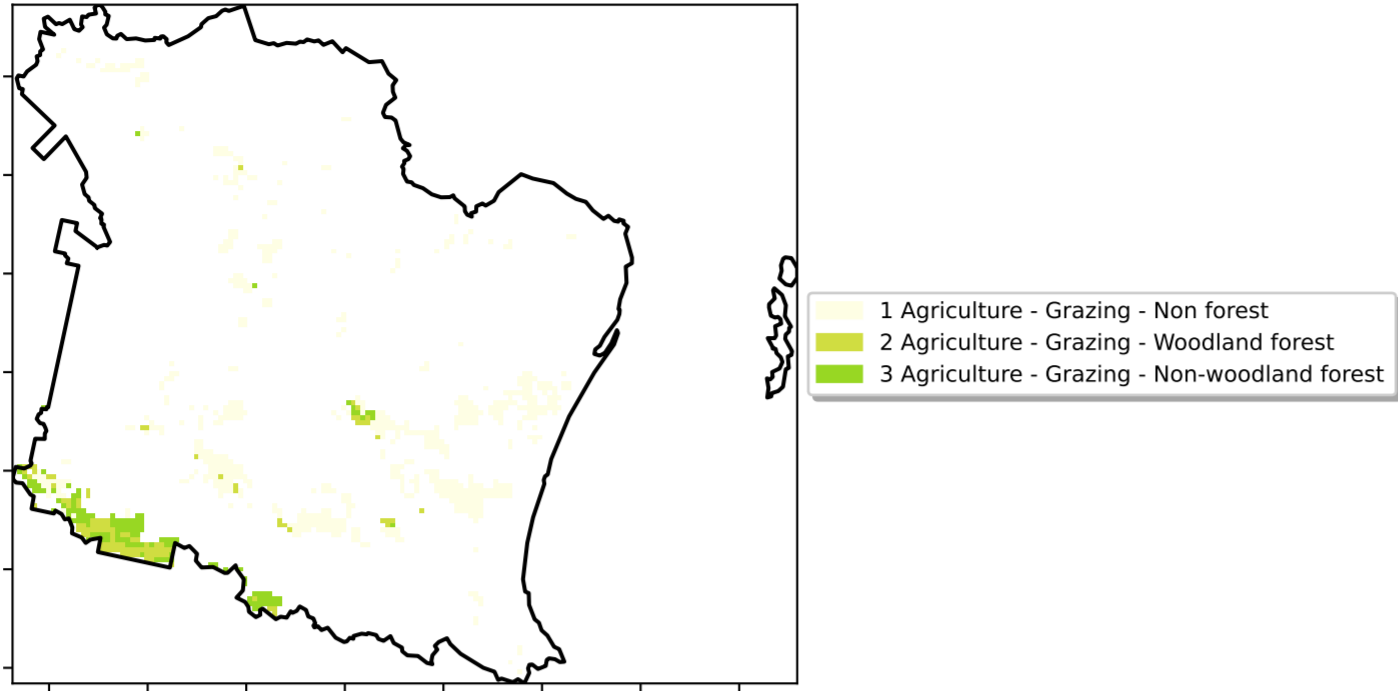 1 Agriculture - Grazing - Non forest
2 Agriculture - Grazing - Woodland forest
3 Agriculture - Grazing - Non-woodland forest